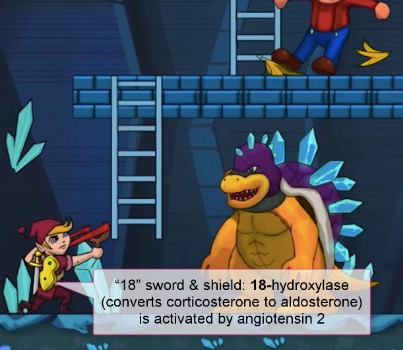 “18” sword & shield: 18-hydroxylase
(converts corticosterone to aldosterone)
is activated by angiotensin 2